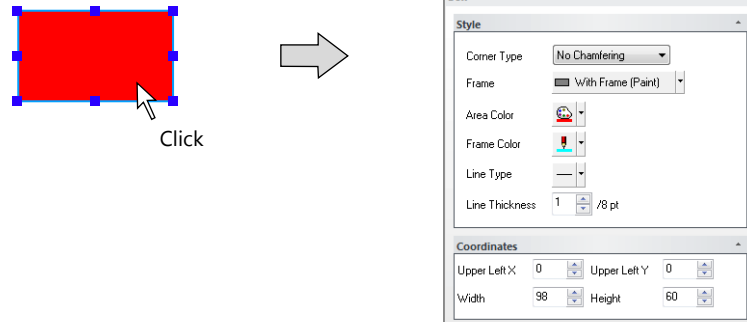 Click
Style
Corner Type No Chamfering
Frame With Frame (Paint)
Area Color
Frame Color
Line Type
Line Thickness 1 /8 pt
Coordinates
Upper Left X 0 Upper Left Y 0
Width 98 Height 60